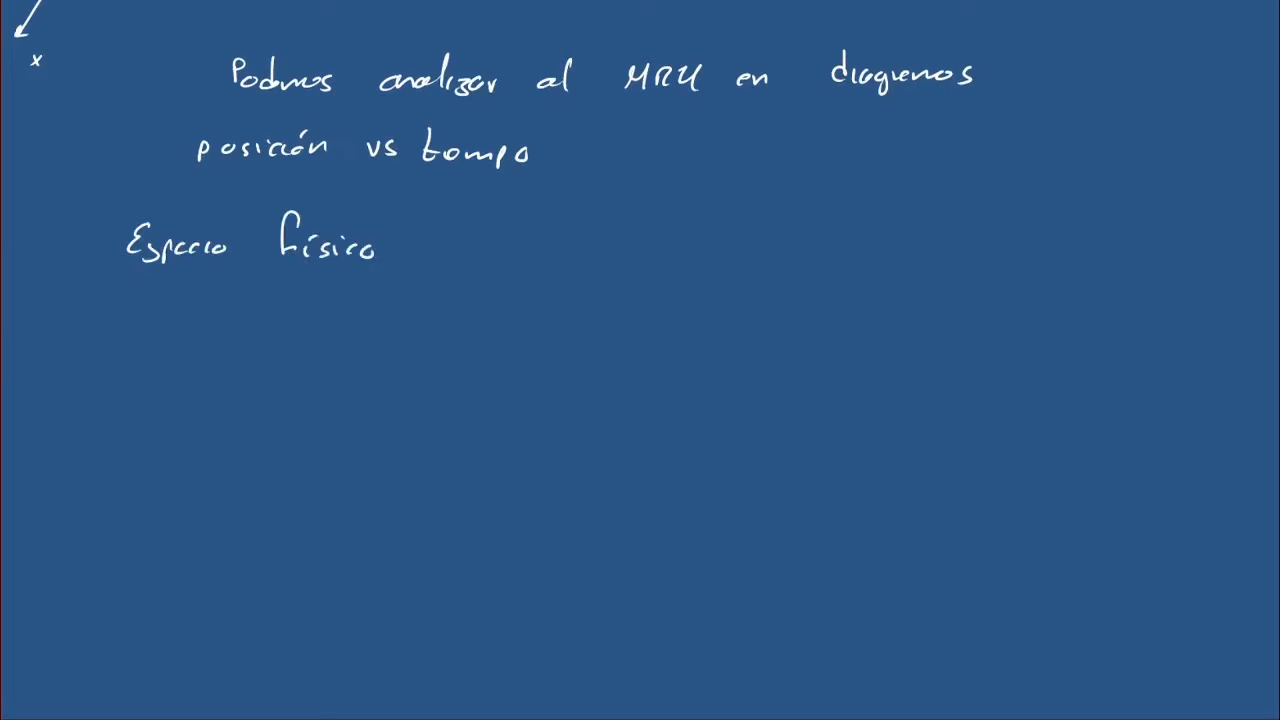 x
Podemos analizar al MRU en diagramas
posición vs tiempo
Espacio físico